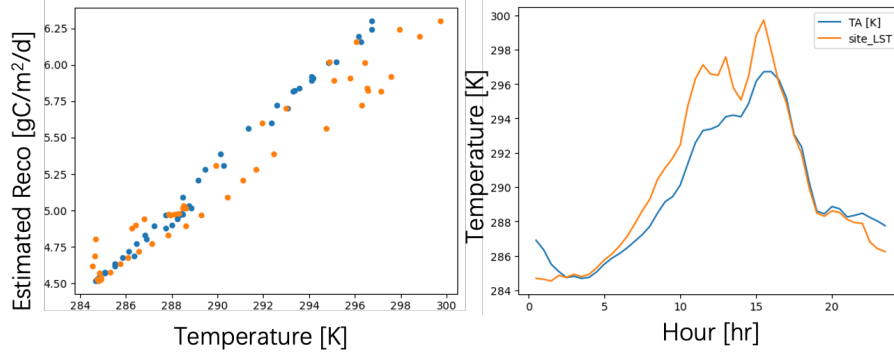 Estimated Reco [gC/m²/d]
6.25
6.00
5.75
5.50
5.25
5.00
4.75
4.50
284 286 288 290 292 294 296 298 300
Temperature [K]
Temperature [K]
300
298
296
294
292
290
288
286
284
0 5 10 15 20
Hour [hr]
TA [K]
site_LST